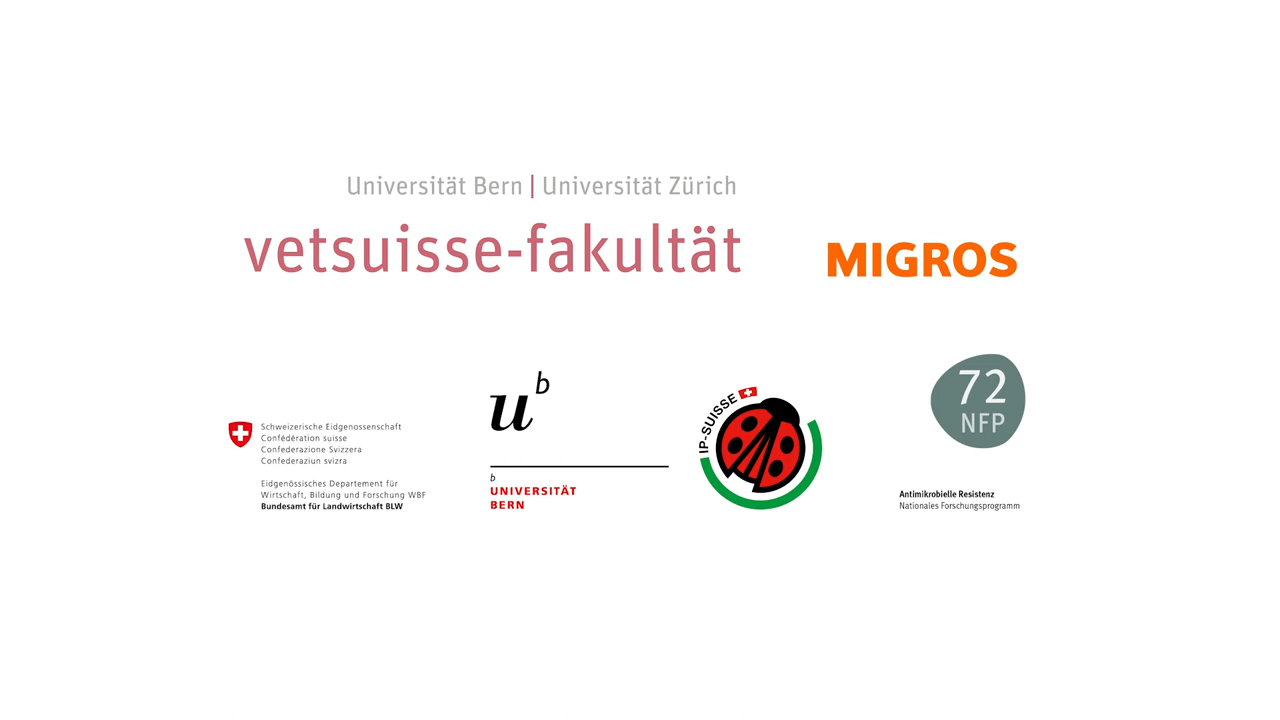 Universität Bern | Universität Zürich
vetsuisse-fakultät
MIGROS
Schweizerische Eidgenossenschaft
Confédération suisse
Confederazione Svizzera
Confederaziun svizra
Eidgenössisches Departement für
Wirtschaft, Bildung und Forschung WBF
Bundesamt für Landwirtschaft BLW
u b
b
UNIVERSITÄT
BERN
IP-SUISSE
72
NFP
Antimikrobielle Resistenz
Nationales Forschungsprogramm